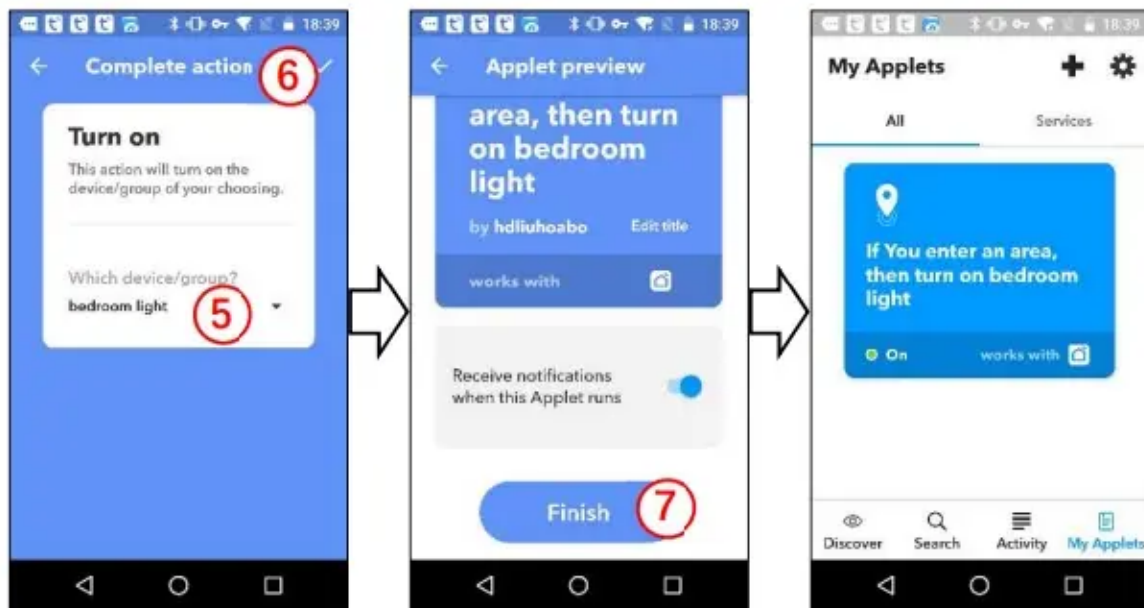 18:39
Complete action
⑥
Turn on
This action will turn on the
device/group of your choosing.
Which device/group?
bedroom light
⑤
18:39
Applet preview
area, then turn
on bedroom
light
by hdliuhoabo Edit title
works with
Receive notifications
when this Applet runs
Finish
⑦
18:39
My Applets
All Services
If You enter an area,
then turn on bedroom
light
On works with
Discover Search Activity My Applets